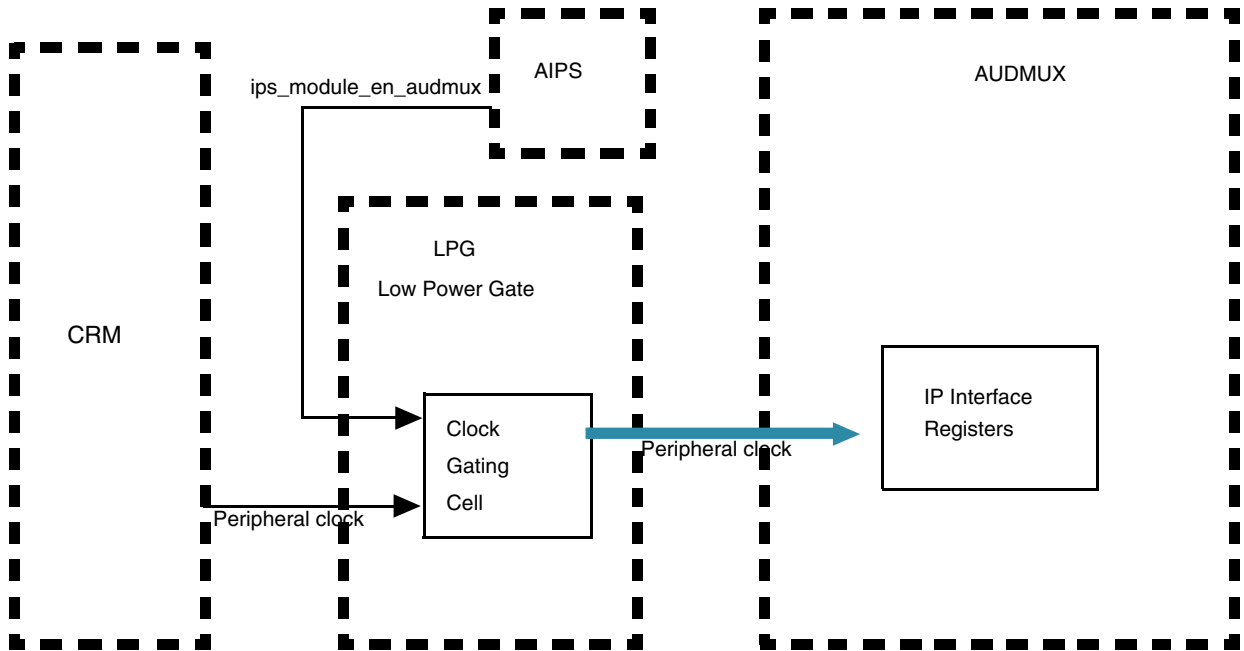 AIPS
AUDMUX
ips_module_en_audmux
LPG
Low Power Gate
CRM
IP Interface
Registers
Clock
Gating
Cell
Peripheral clock
Peripheral clock